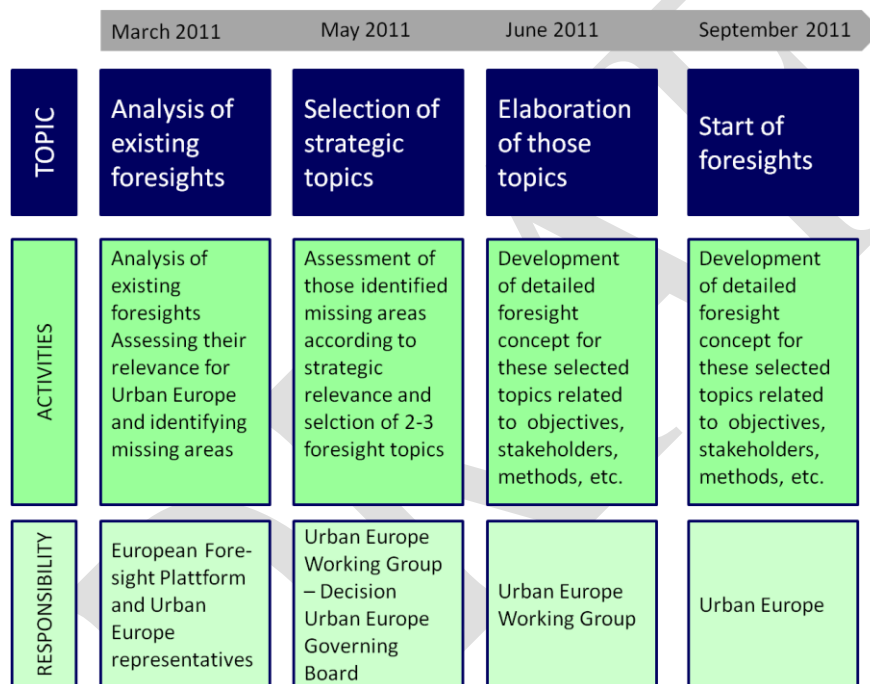 March 2011
May 2011
June 2011
September 2011
TOPIC
Analysis of
existing
foresights
Selection of
strategic
topics
Elaboration
of those
topics
Start of
foresights
ACTIVITIES
Analysis of
existing
foresights
Assessing their
relevance for
Urban Europe
and identifying
missing areas
Assessment of
those identified
missing areas
according to
strategic
relevance and
selction of 2-3
foresight topics
Development
of detailed
foresight
concept for
these selected
topics related
to objectives,
stakeholders,
methods, etc.
Development
of detailed
foresight
concept for
these selected
topics related
to objectives,
stakeholders,
methods, etc.
RESPONSIBILITY
European Fore-
sight Plattform
and Urban
Europe
representatives
Urban Europe
Working Group
– Decision
Urban Europe
Governing
Board
Urban Europe
Working Group
Urban Europe